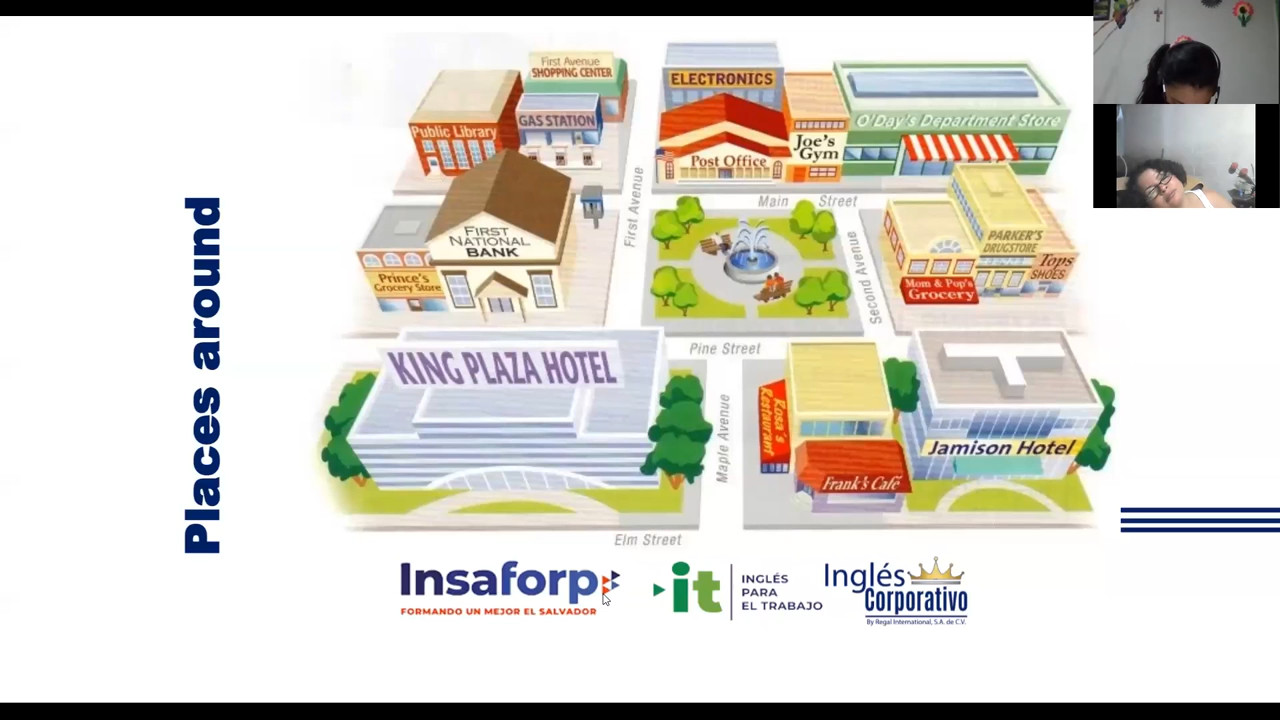 Places around
First Avenue
SHOPPING CENTER
Public Library
GAS STATION
ELECTRONICS
Post Office
Joe's
Gym
O'Day's Department Store
First Avenue
Main Street
FIRST
NATIONAL
BANK
Prince's
Grocery Store
Second Avenue
PARKER'S
DRUGSTORE
Tops
SHOES
Mom & Pop's
Grocery
Pine Street
KING PLAZA HOTEL
Maple Avenue
Rosa's
Restaurant
Frank's Café
Jamison Hotel
Elm Street
Insaforp
FORMANDO UN MEJOR EL SALVADOR
it
INGLÉS
PARA
EL TRABAJO
Inglés
Corporativo
By Regal International, S.A. de C.V.